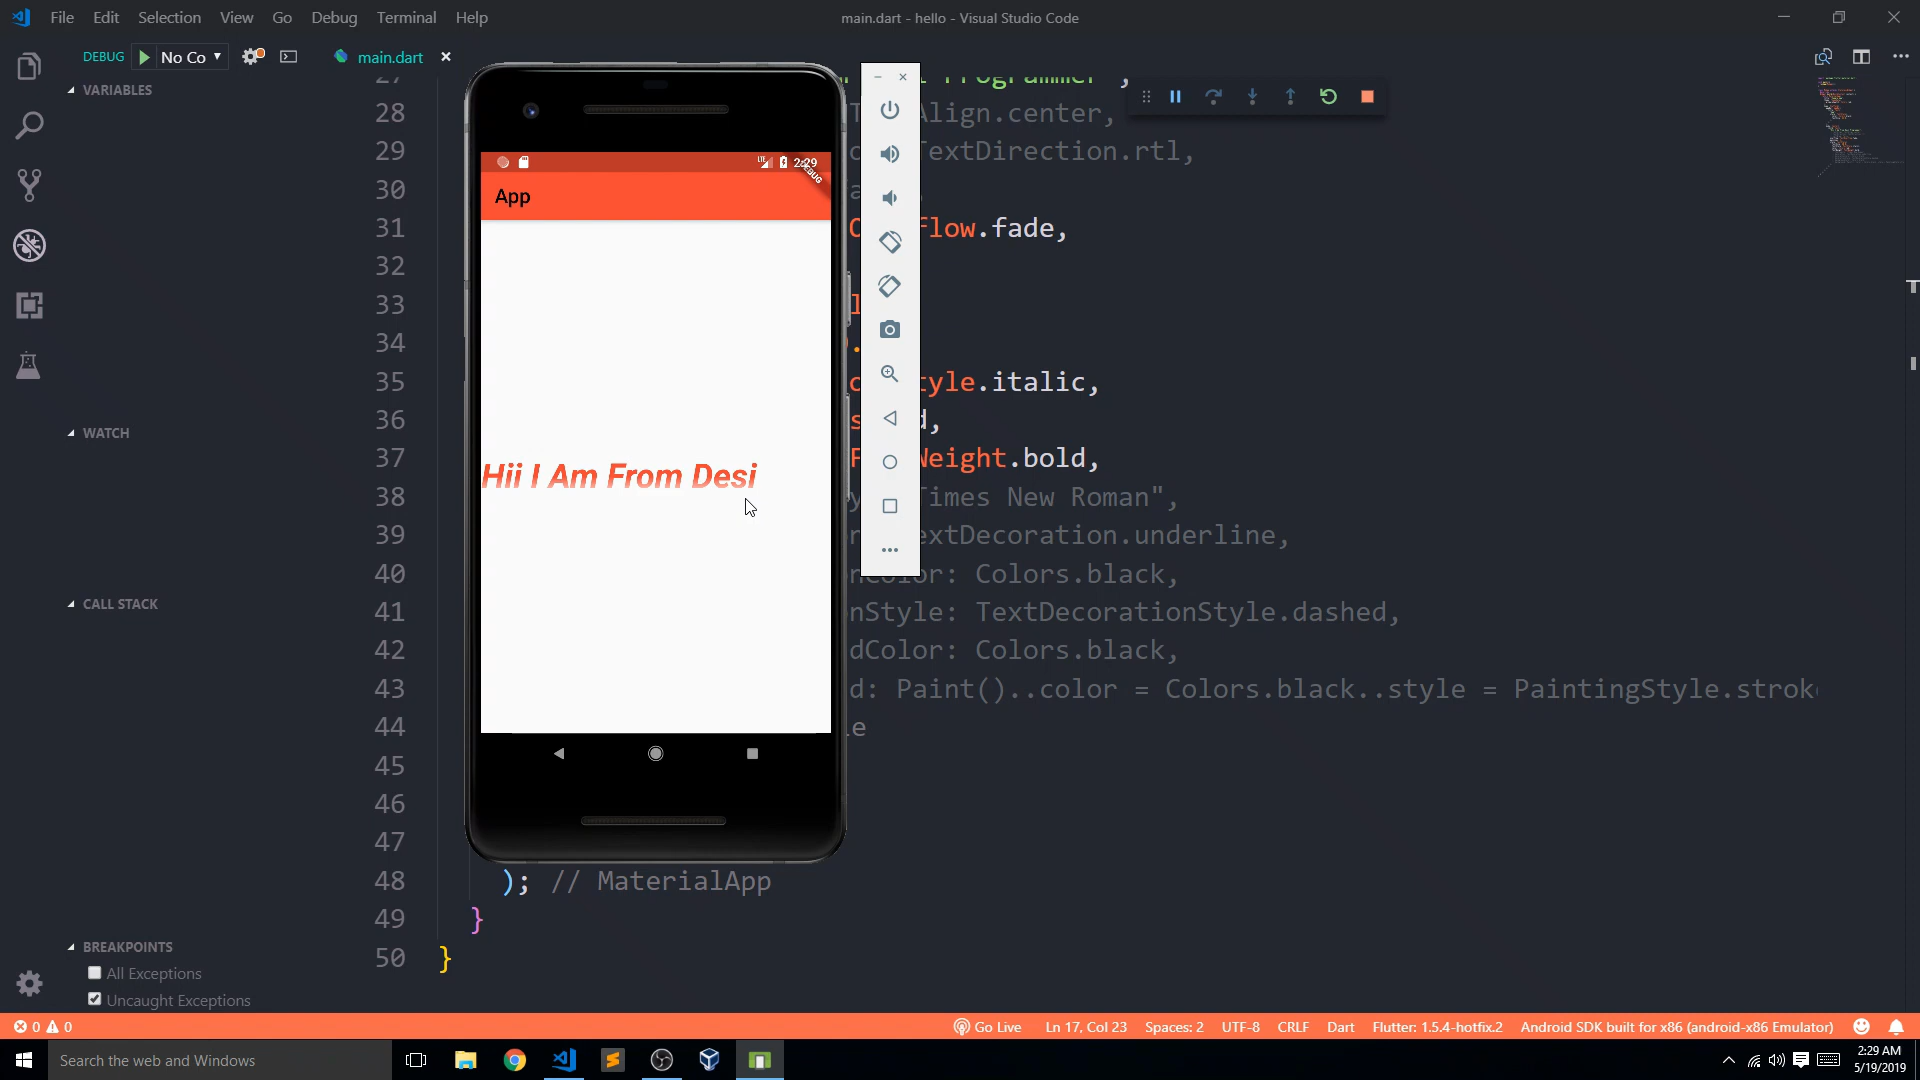 File Edit Selection View Go Debug Terminal Help
main.dart - hello - Visual Studio Code
DEBUG No Co
main.dart
VARIABLES
28 Align.center,
29 TextDirection.rtl,
30
31 flow.fade,
32
33
34
35 tyle.italic,
36
37 Weight.bold,
38 Times New Roman",
39 TextDecoration.underline,
40 Color: Colors.black,
41 nStyle: TextDecorationStyle.dashed,
42 dColor: Colors.black,
43 d: Paint()..color = Colors.black..style = PaintingStyle.strok
44
45
46
47
48 ); // MaterialApp
49 }
50 }
2:29
DEBUG
App
Hii I Am From Desi
WATCH
CALL STACK
BREAKPOINTS
All Exceptions
Uncaught Exceptions
0 0 Go Live Ln 17, Col 23 Spaces: 2 UTF-8 CRLF Dart Flutter: 1.5.4-hotfix.2 Android SDK built for x86 (android-x86 Emulator)
Search the web and Windows
2:29 AM
5/19/2019